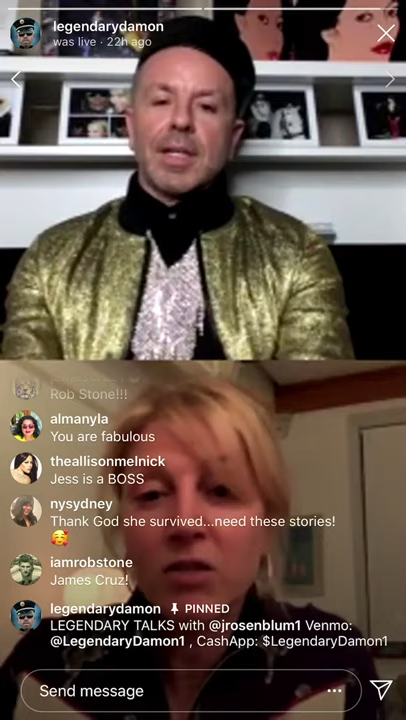 legendarydamon
was live · 22h ago
Rob Stone!!!
almanyla
You are fabulous
theallisonmelnick
Jess is a BOSS
nysydney
Thank God she survived...need these stories!
🥰
iamrobstone
James Cruz!
legendarydamon PINNED
LEGENDARY TALKS with @jrosenblum1 Venmo:
@LegendaryDamon1 , CashApp: $LegendaryDamon1
Send message